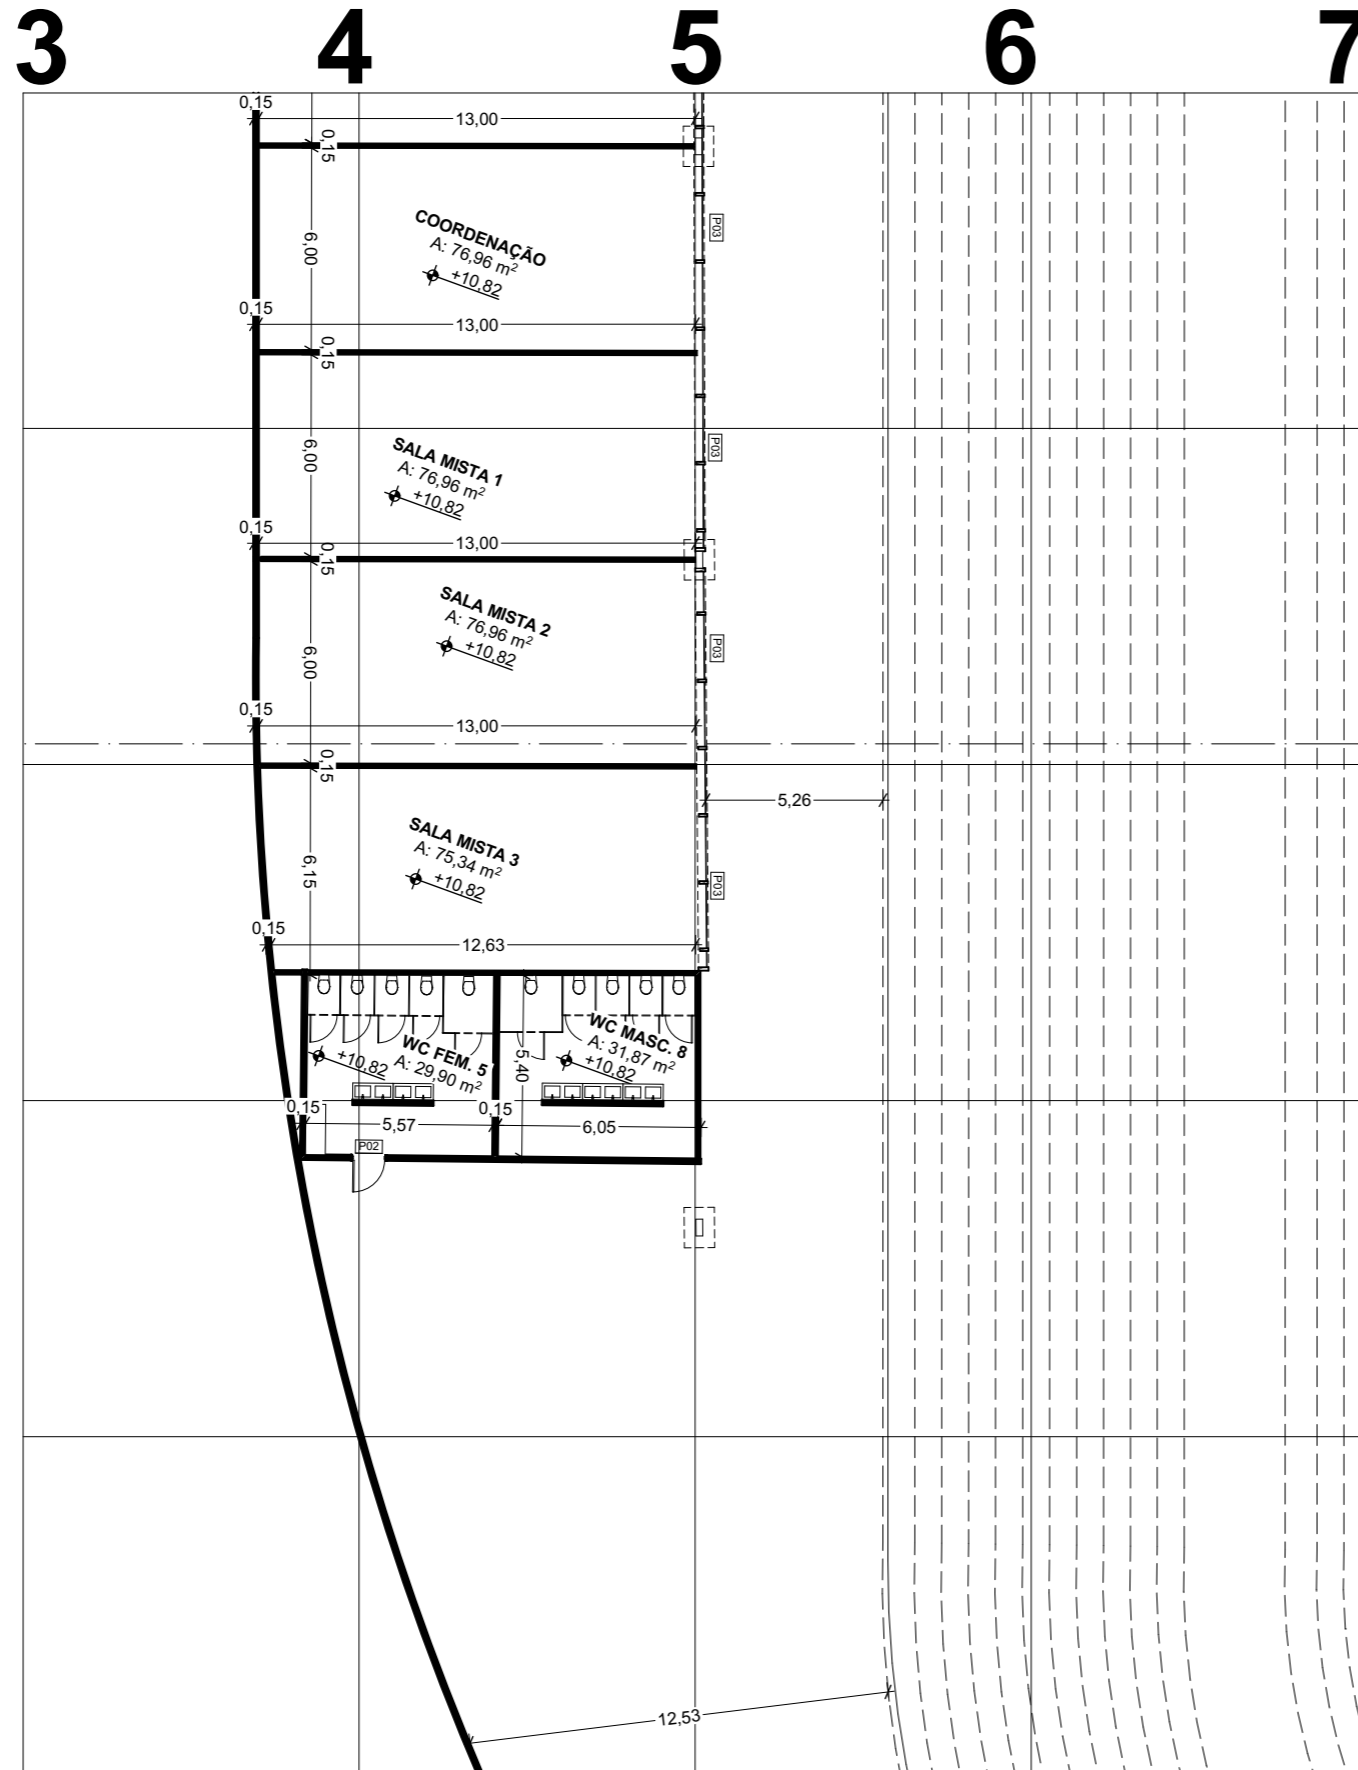 3 4 5 6 7
0,15
13,00
0,15
COORDENAÇÃO
A: 76,96 m²
+10,82
6,00
P03
0,15
13,00
0,15
SALA MISTA 1
A: 76,96 m²
+10,82
6,00
P03
0,15
13,00
0,15
SALA MISTA 2
A: 76,96 m²
+10,82
6,00
P03
0,15
13,00
0,15
5,26
SALA MISTA 3
A: 75,34 m²
+10,82
6,15
P03
0,15
12,63
WC FEM. 5
A: 29,90 m²
+10,82
5,40
WC MASC. 8
A: 31,87 m²
+10,82
0,15
5,57
0,15
6,05
P02
12,53